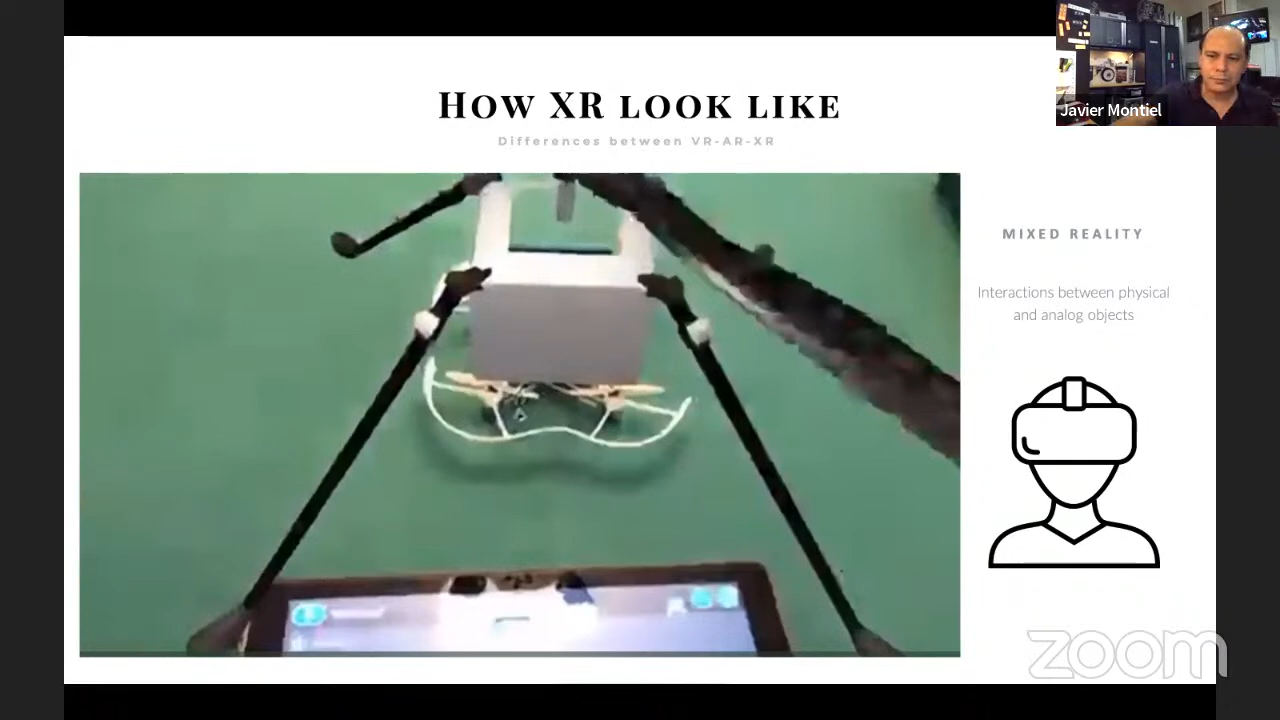 How XR look like
Differences between VR-AR-XR
Javier Montiel
MIXED REALITY
Interactions between physical
and analog objects
zoom